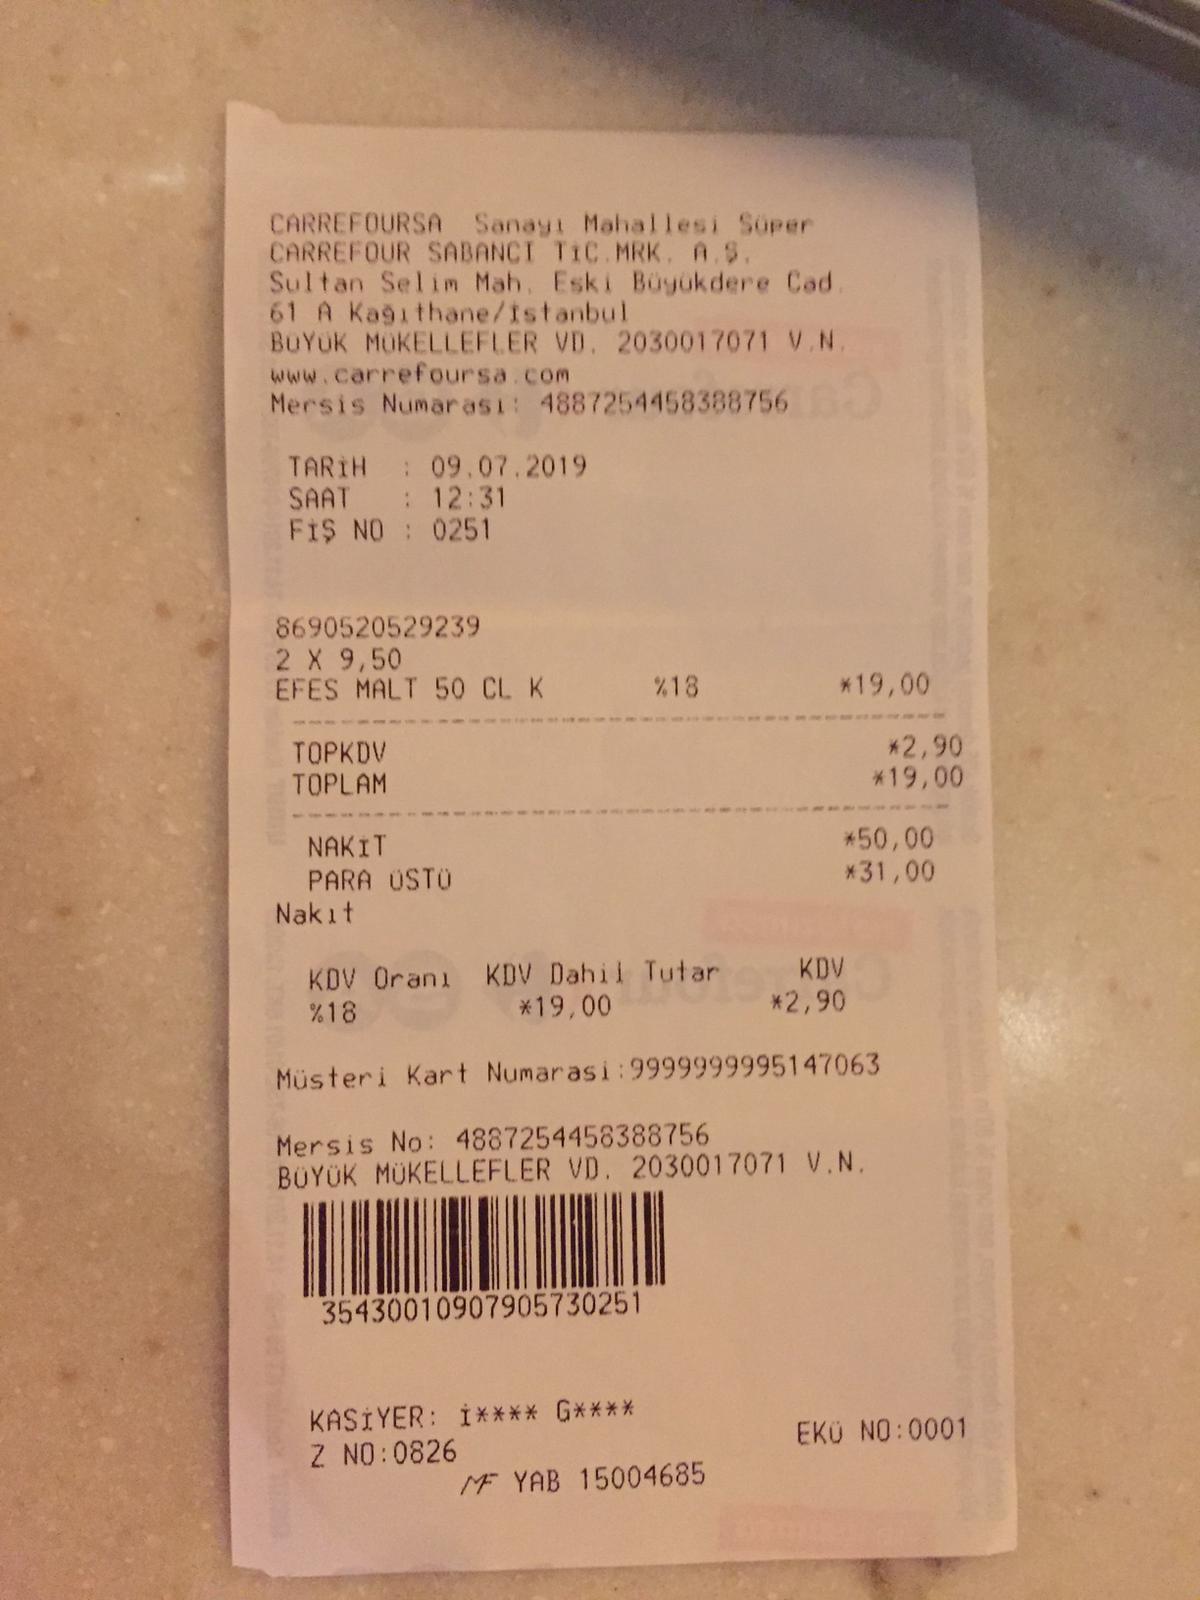 CARREFOURSA Sanayi Mahallesi Süper
CARREFOUR SABANCI TİC.MRK. A.Ş.
Sultan Selim Mah. Eski Büyükdere Cad.
61 A Kağıthane/İstanbul
BÜYÜK MÜKELLEFLER VD. 2030017071 V.N.
www.carrefoursa.com
Mersis Numarası: 4887254458388756
TARİH : 09.07.2019
SAAT : 12:31
FİŞ NO : 0251
8690520529239
2 X 9,50
EFES MALT 50 CL K %18 *19,00
TOPKDV *2,90
TOPLAM *19,00
NAKİT *50,00
PARA ÜSTÜ *31,00
Nakıt
KDV Oranı KDV Dahil Tutar KDV
%18 *19,00 *2,90
Müsteri Kart Numarasi:9999999995147063
Mersis No: 4887254458388756
BÜYÜK MÜKELLEFLER VD. 2030017071 V.N.
35430010907905730251
KASİYER: İ**** G****
Z NO:0826 EKÜ NO:0001
MF YAB 15004685